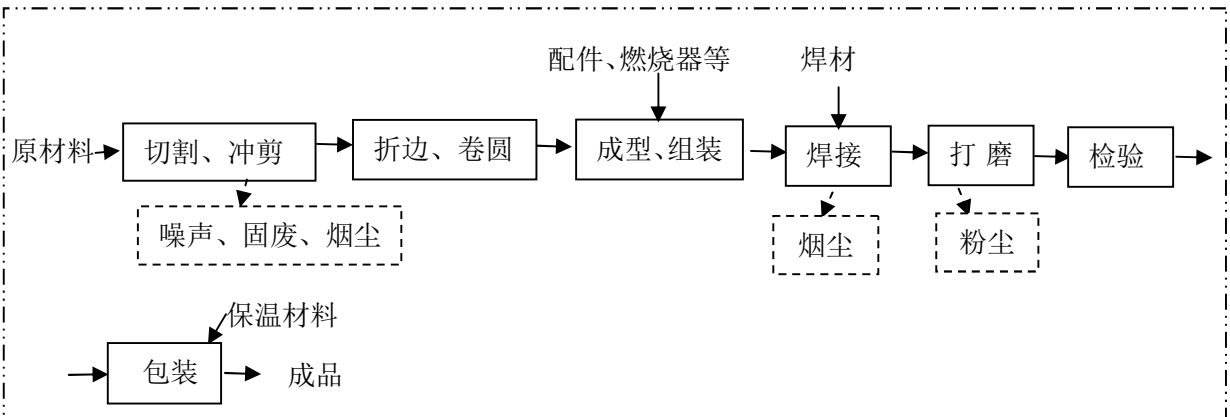 配件、燃烧器等
焊材
原材料
切割、冲剪
折边、卷圆
成型、组装
焊接
打 磨
检验
噪声、固废、烟尘
烟尘
粉尘
保温材料
包装
成品